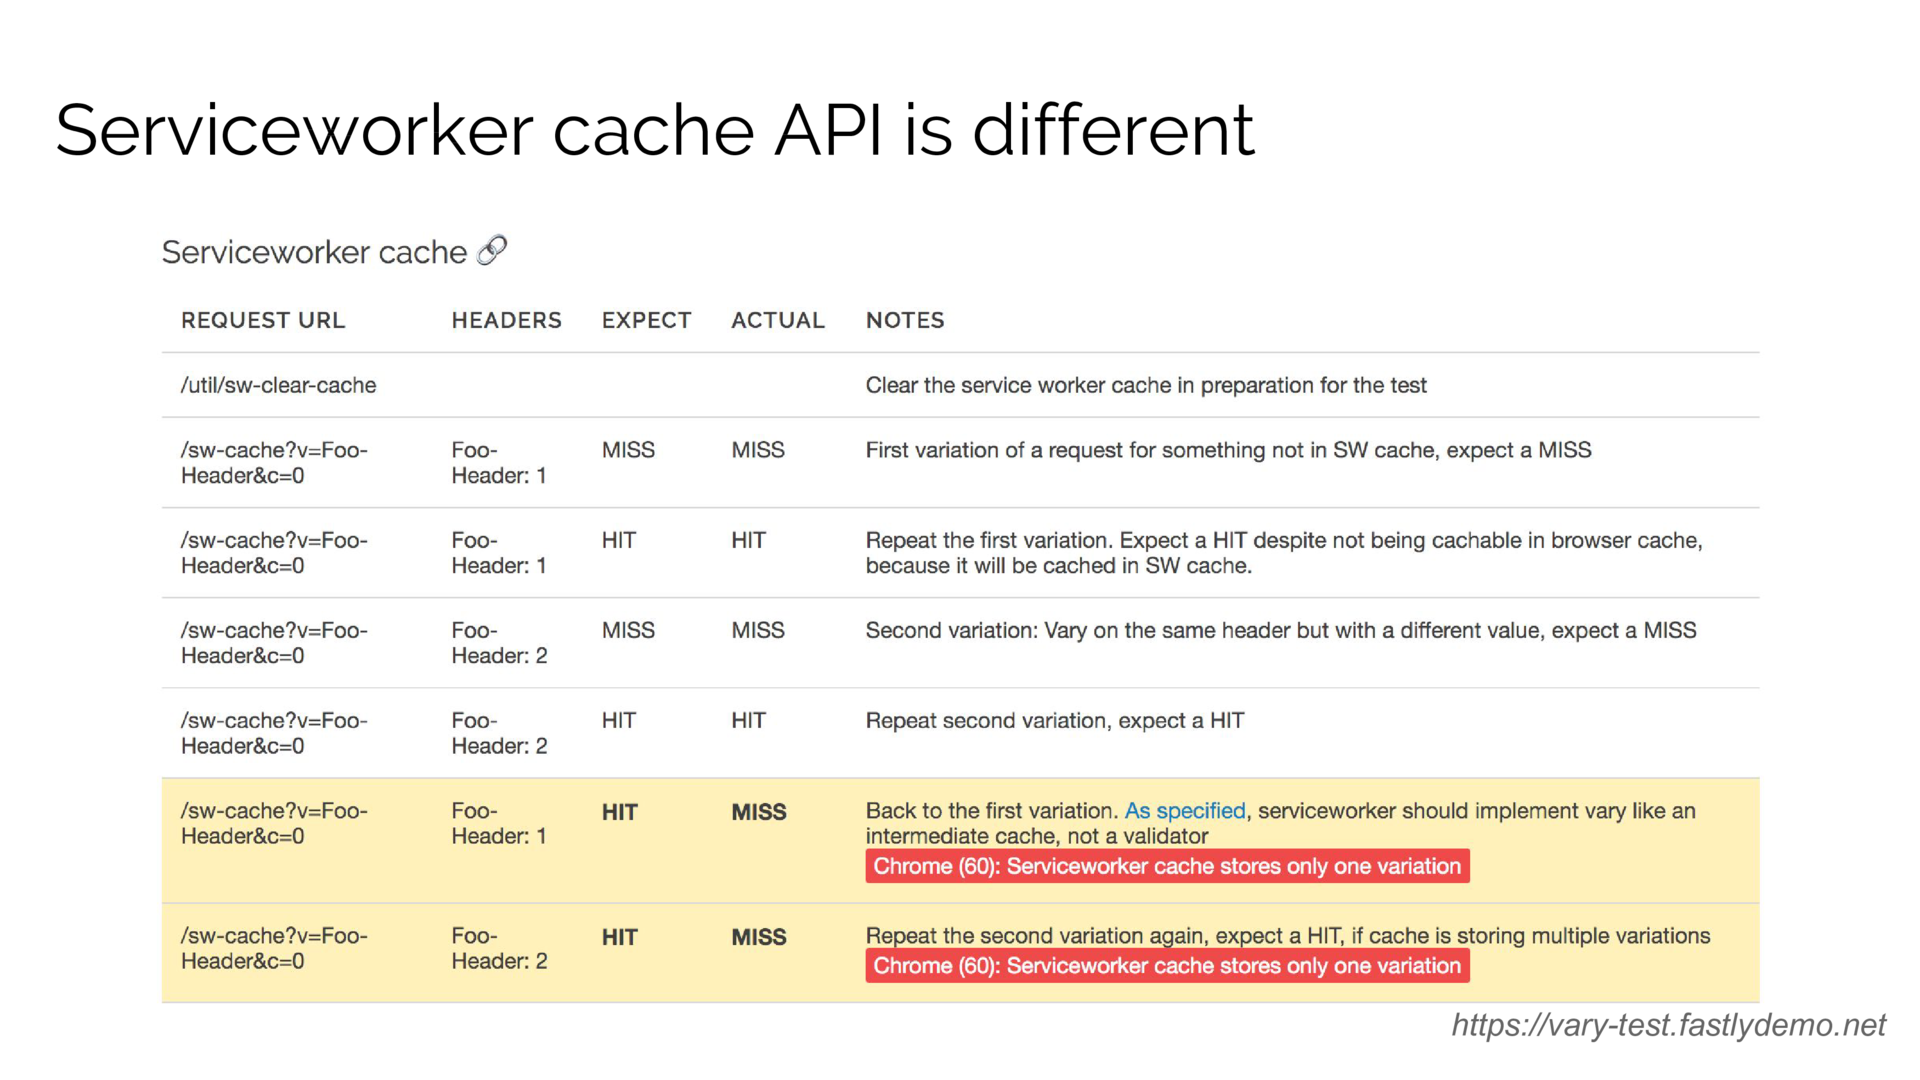 Serviceworker cache API is different
Serviceworker cache
REQUEST URL HEADERS EXPECT ACTUAL NOTES
/util/sw-clear-cache Clear the service worker cache in preparation for the test
/sw-cache?v=Foo- Foo- MISS MISS First variation of a request for something not in SW cache, expect a MISS
Header&c=0 Header: 1
/sw-cache?v=Foo- Foo- HIT HIT Repeat the first variation. Expect a HIT despite not being cachable in browser cache,
Header&c=0 Header: 1 because it will be cached in SW cache.
/sw-cache?v=Foo- Foo- MISS MISS Second variation: Vary on the same header but with a different value, expect a MISS
Header&c=0 Header: 2
/sw-cache?v=Foo- Foo- HIT HIT Repeat second variation, expect a HIT
Header&c=0 Header: 2
/sw-cache?v=Foo- Foo- HIT MISS Back to the first variation. As specified, serviceworker should implement vary like an
Header&c=0 Header: 1 intermediate cache, not a validator
Chrome (60): Serviceworker cache stores only one variation
/sw-cache?v=Foo- Foo- HIT MISS Repeat the second variation again, expect a HIT, if cache is storing multiple variations
Header&c=0 Header: 2 Chrome (60): Serviceworker cache stores only one variation
https://vary-test.fastlydemo.net